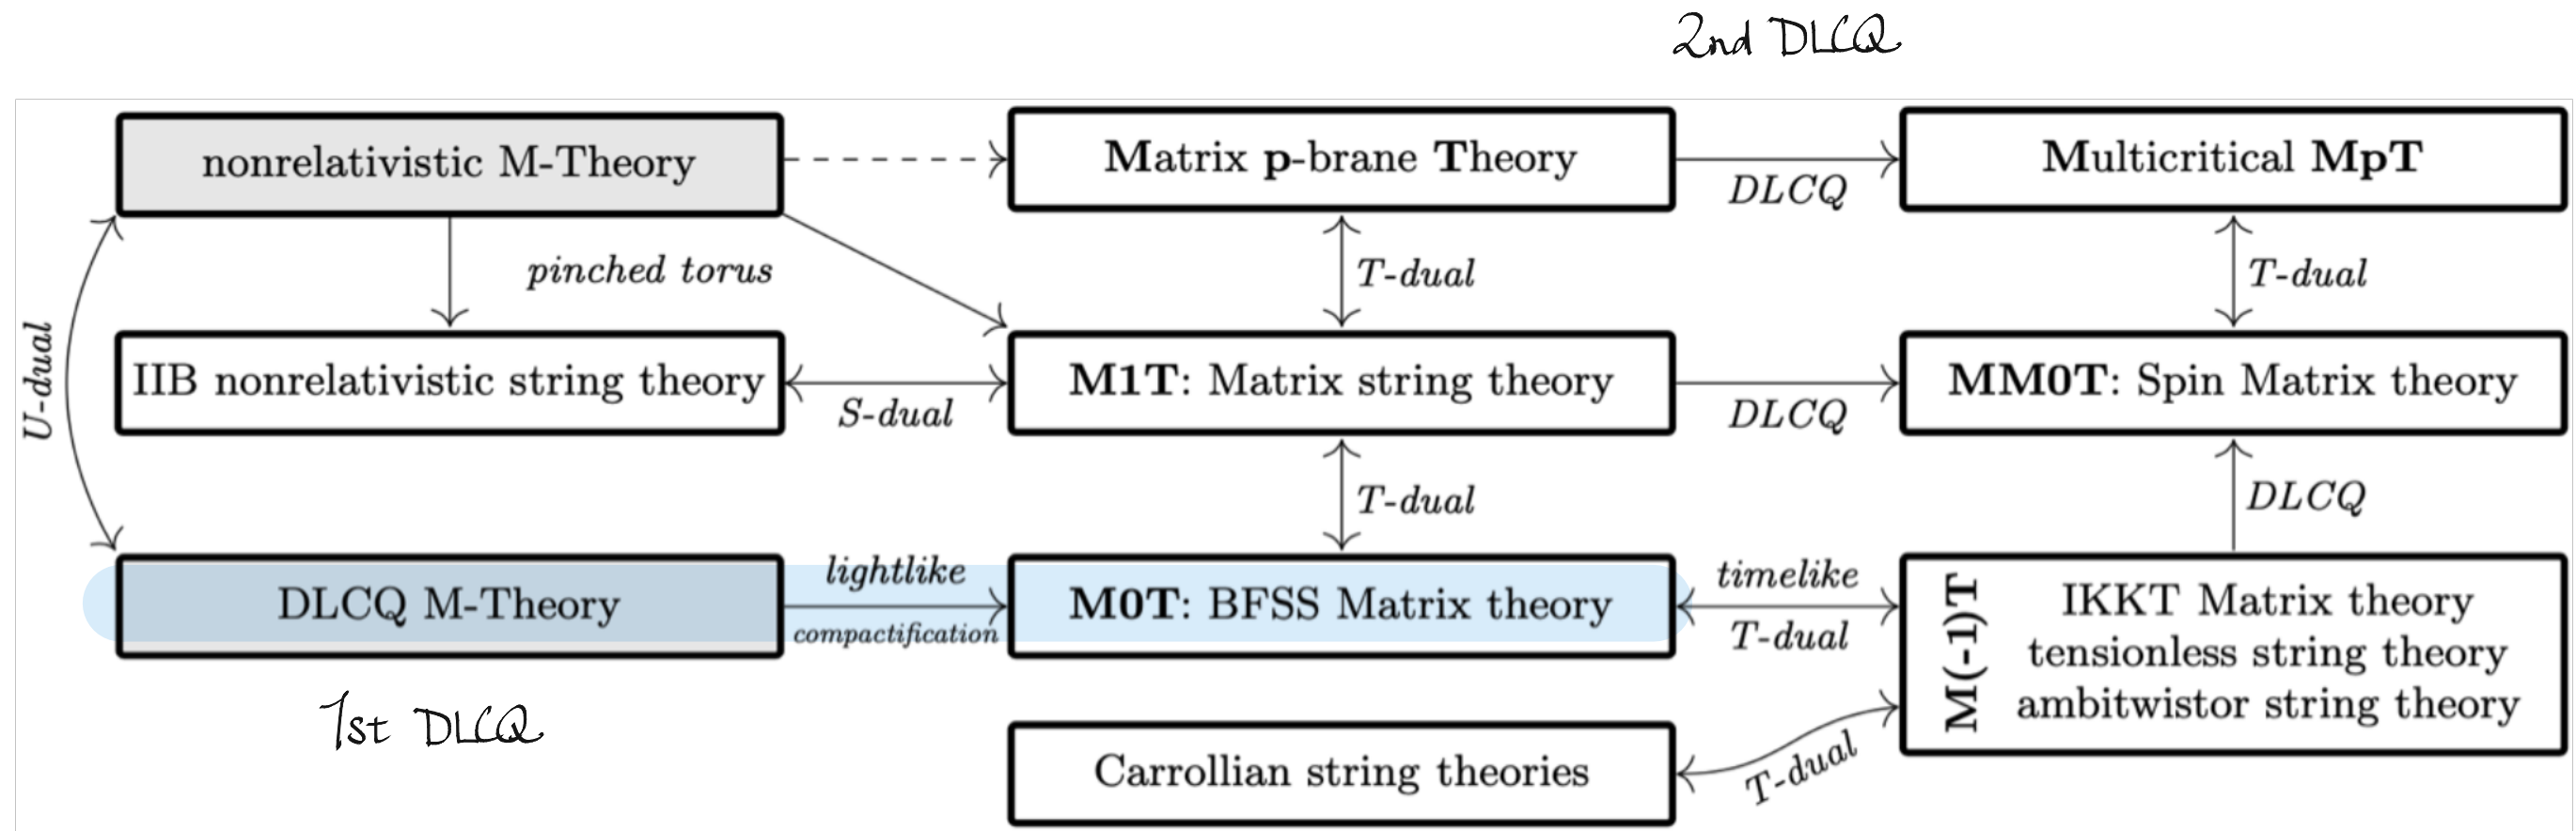 2nd DLCQ
nonrelativistic M-Theory
Matrix p-brane Theory
DLCQ
Multicritical MpT
U-dual
pinched torus
T-dual
T-dual
IIB nonrelativistic string theory
S-dual
M1T: Matrix string theory
DLCQ
MM0T: Spin Matrix theory
T-dual
DLCQ
DLCQ M-Theory
lightlike
compactification
M0T: BFSS Matrix theory
timelike
T-dual
M(-1)T
IKKT Matrix theory
tensionless string theory
ambitwistor string theory
1st DLCQ
Carrollian string theories
T-dual